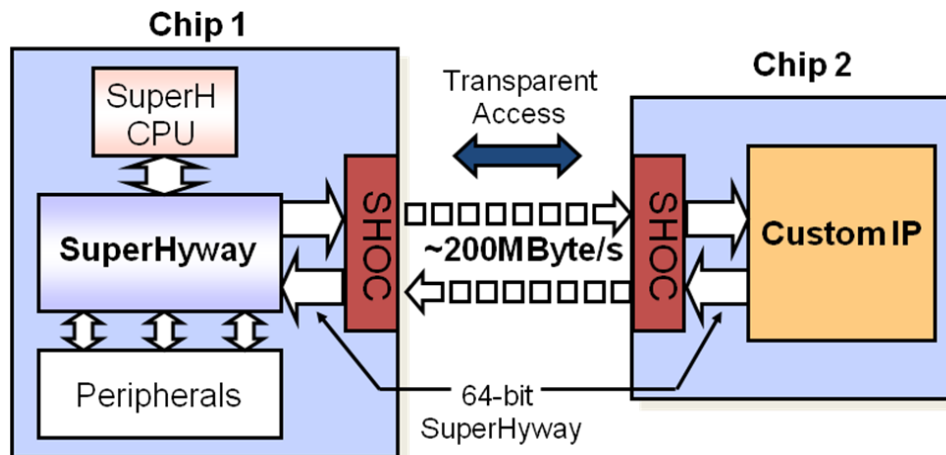 Chip 1
Chip 2
Transparent
Access
SuperH
CPU
SuperHyway
SHOC
~200MByte/s
SHOC
Custom IP
Peripherals
64-bit
SuperHyway